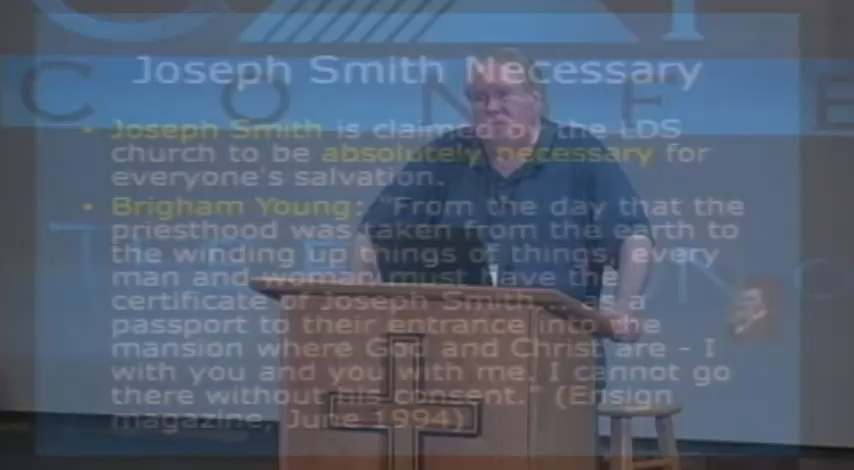 Joseph Smith Necessary
C O N F E
• Joseph Smith is claimed by the LDS
church to be absolutely necessary for
everyone's salvation.
• Brigham Young: "From the day that the
priesthood was taken from the earth to
the winding up things of things, every
man and woman must have the
certificate of Joseph Smith as a
passport to their entrance into the
mansion where God and Christ are - I
with you and you with me. I cannot go
there without his consent." (Ensign
magazine, June 1994)